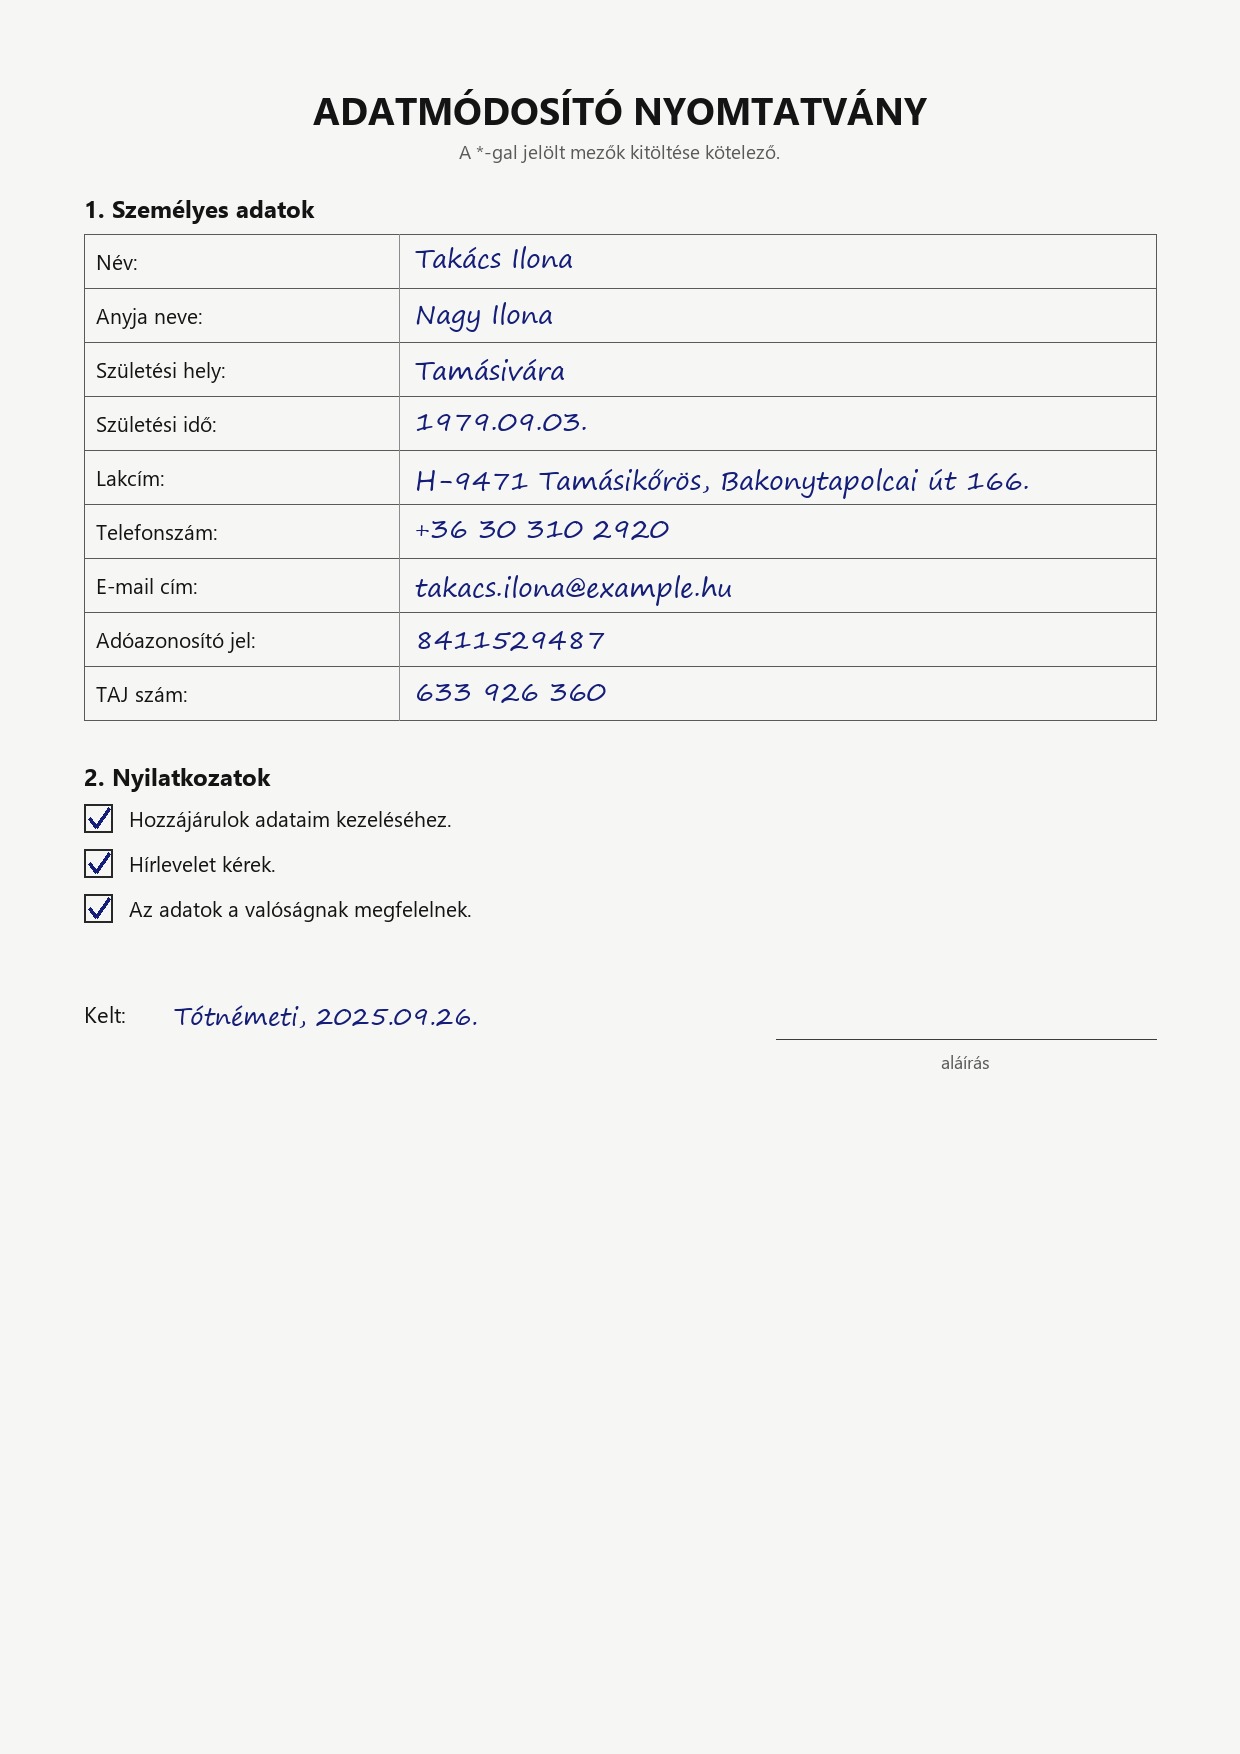 ADATMÓDOSÍTÓ NYOMTATVÁNY
A *-gal jelölt mezők kitöltése kötelező.
1. Személyes adatok
Név: Takács Ilona
Anyja neve: Nagy Ilona
Születési hely: Tamásivára
Születési idő: 1979.09.03.
Lakcím: H-9471 Tamásikőrös, Bakonytapolcai út 166.
Telefonszám: +36 30 310 2920
E-mail cím: takacs.ilona@example.hu
Adóazonosító jel: 8411529487
TAJ szám: 633 926 360
2. Nyilatkozatok
Hozzájárulok adataim kezeléséhez.
Hírlevelet kérek.
Az adatok a valóságnak megfelelnek.
Kelt: Tótnémeti, 2025.09.26.
aláírás